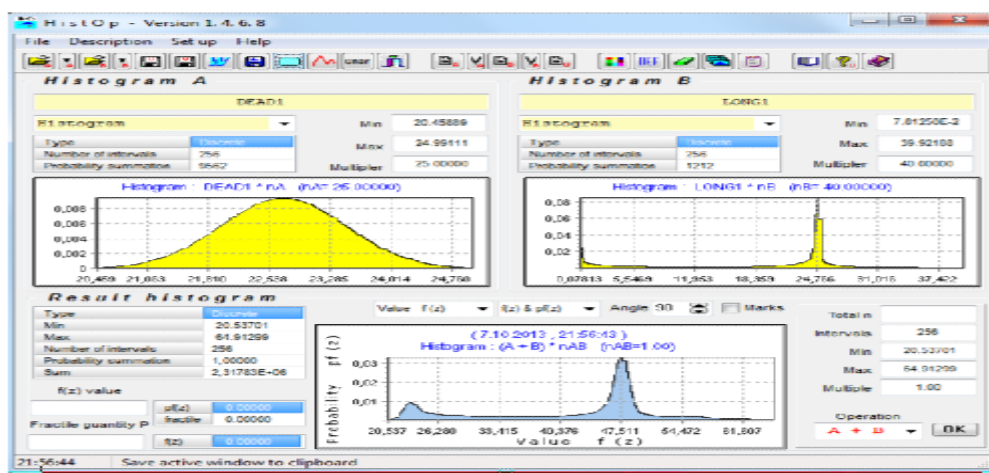 HistOp - Version 1.4.6.8
File Description Set up Help
Histogram A
DEAD1
Histogram
Min 20.45889
Type Discrete
Number of intervals 256
Probability summation 9662
Max 24.99111
Multiplier 25.00000
Histogram : DEAD1 * nA (nA= 25.00000)
0,008
0,006
0,004
0,002
0
20,459 21,063 21,810 22,538 23,285 24,014 24,760
Histogram B
LONG1
Histogram
Min 7.81250E-2
Type Discrete
Number of intervals 256
Probability summation 1212
Max 39.92188
Multiplier 40.00000
Histogram : LONG1 * nB (nB= 40.00000)
0,08
0,06
0,04
0,02
0,07813 5,5469 11,953 18,359 24,766 31,016 37,422
Result histogram
Type Discrete
Min 20.53701
Max 64.91299
Number of intervals 256
Probability summation 1,00000
Sum 2,31783E+06
f(z) value
pf(z) 0.00000
Fractile quantity P
fractile 0.00000
f(z) 0.00000
Value f(z)
f(z) & pf(z)
Angle 30
Marks
(7.10.2013 , 21:56:43)
Histogram : (A + B) * nAB (nAB=1.00)
Probability pf(z)
0,03
0,02
0,01
20,537 26,280 33,415 40,376 47,511 54,472 61,607
Value f(z)
Total n
Intervals 256
Min 20.53701
Max 64.91299
Multiple 1.00
Operation
A + B
OK
21:56:44 Save active window to clipboard